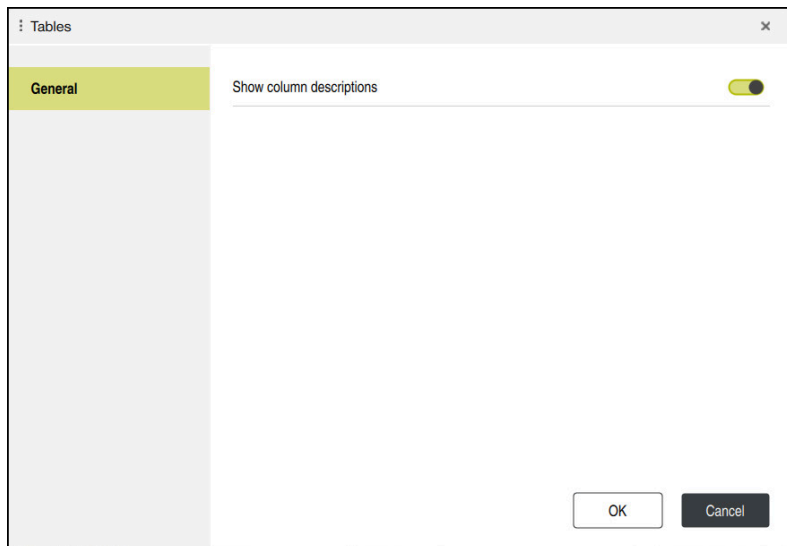 Tables
General
Show column descriptions
OK
Cancel